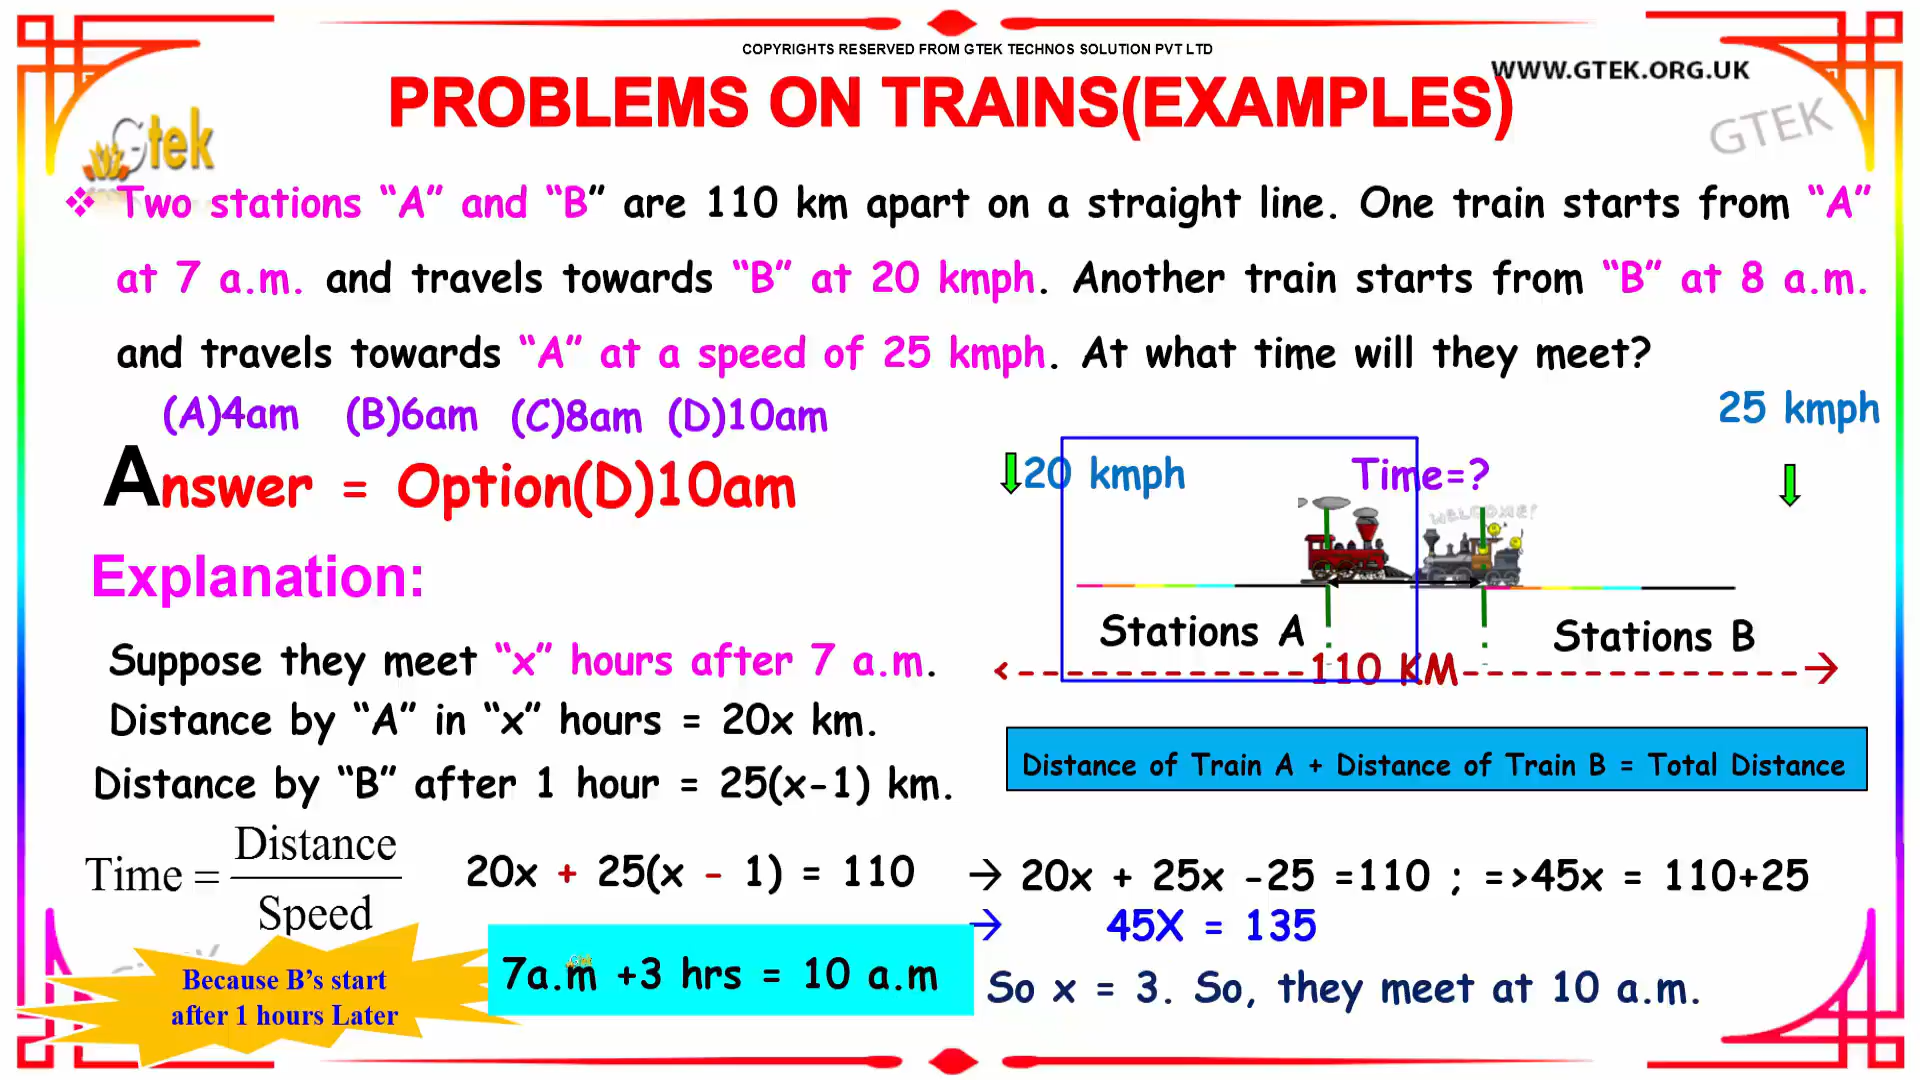 COPYRIGHTS RESERVED FROM GTEK TECHNOS SOLUTION PVT LTD
WWW.GTEK.ORG.UK
PROBLEMS ON TRAINS(EXAMPLES)
Gtek
GTEK
❖ Two stations “A” and “B” are 110 km apart on a straight line. One train starts from “A”
at 7 a.m. and travels towards “B” at 20 kmph. Another train starts from “B” at 8 a.m.
and travels towards “A” at a speed of 25 kmph. At what time will they meet?
(A)4am (B)6am (C)8am (D)10am
25 kmph
Answer = Option(D)10am
20 kmph
Time=?
WELCOME!
Explanation:
Stations A
Stations B
110 KM
Suppose they meet “x” hours after 7 a.m.
Distance by “A” in “x” hours = 20x km.
Distance by “B” after 1 hour = 25(x-1) km.
Distance of Train A + Distance of Train B = Total Distance
Time = Distance / Speed
20x + 25(x - 1) = 110
→ 20x + 25x -25 =110 ; =>45x = 110+25
→ 45X = 135
Because B’s start
after 1 hours Later
7a.m +3 hrs = 10 a.m
So x = 3. So, they meet at 10 a.m.